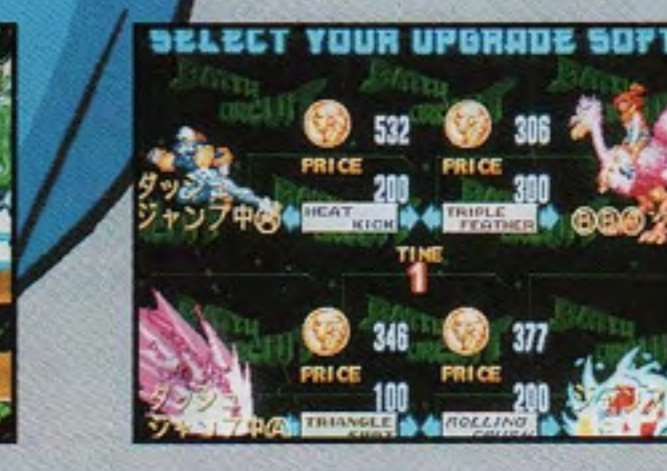 SELECT YOUR UPGRADE SOFT
532
306
PRICE
PRICE
200
300
ダッシュ
ジャンプ中Ⓐ
HEAT
KICK
TRIPLE
FEATHER
TIME
1
346
377
PRICE
PRICE
100
200
ダッシュ
ジャンプ中Ⓐ
TRIANGLE
ROLLING